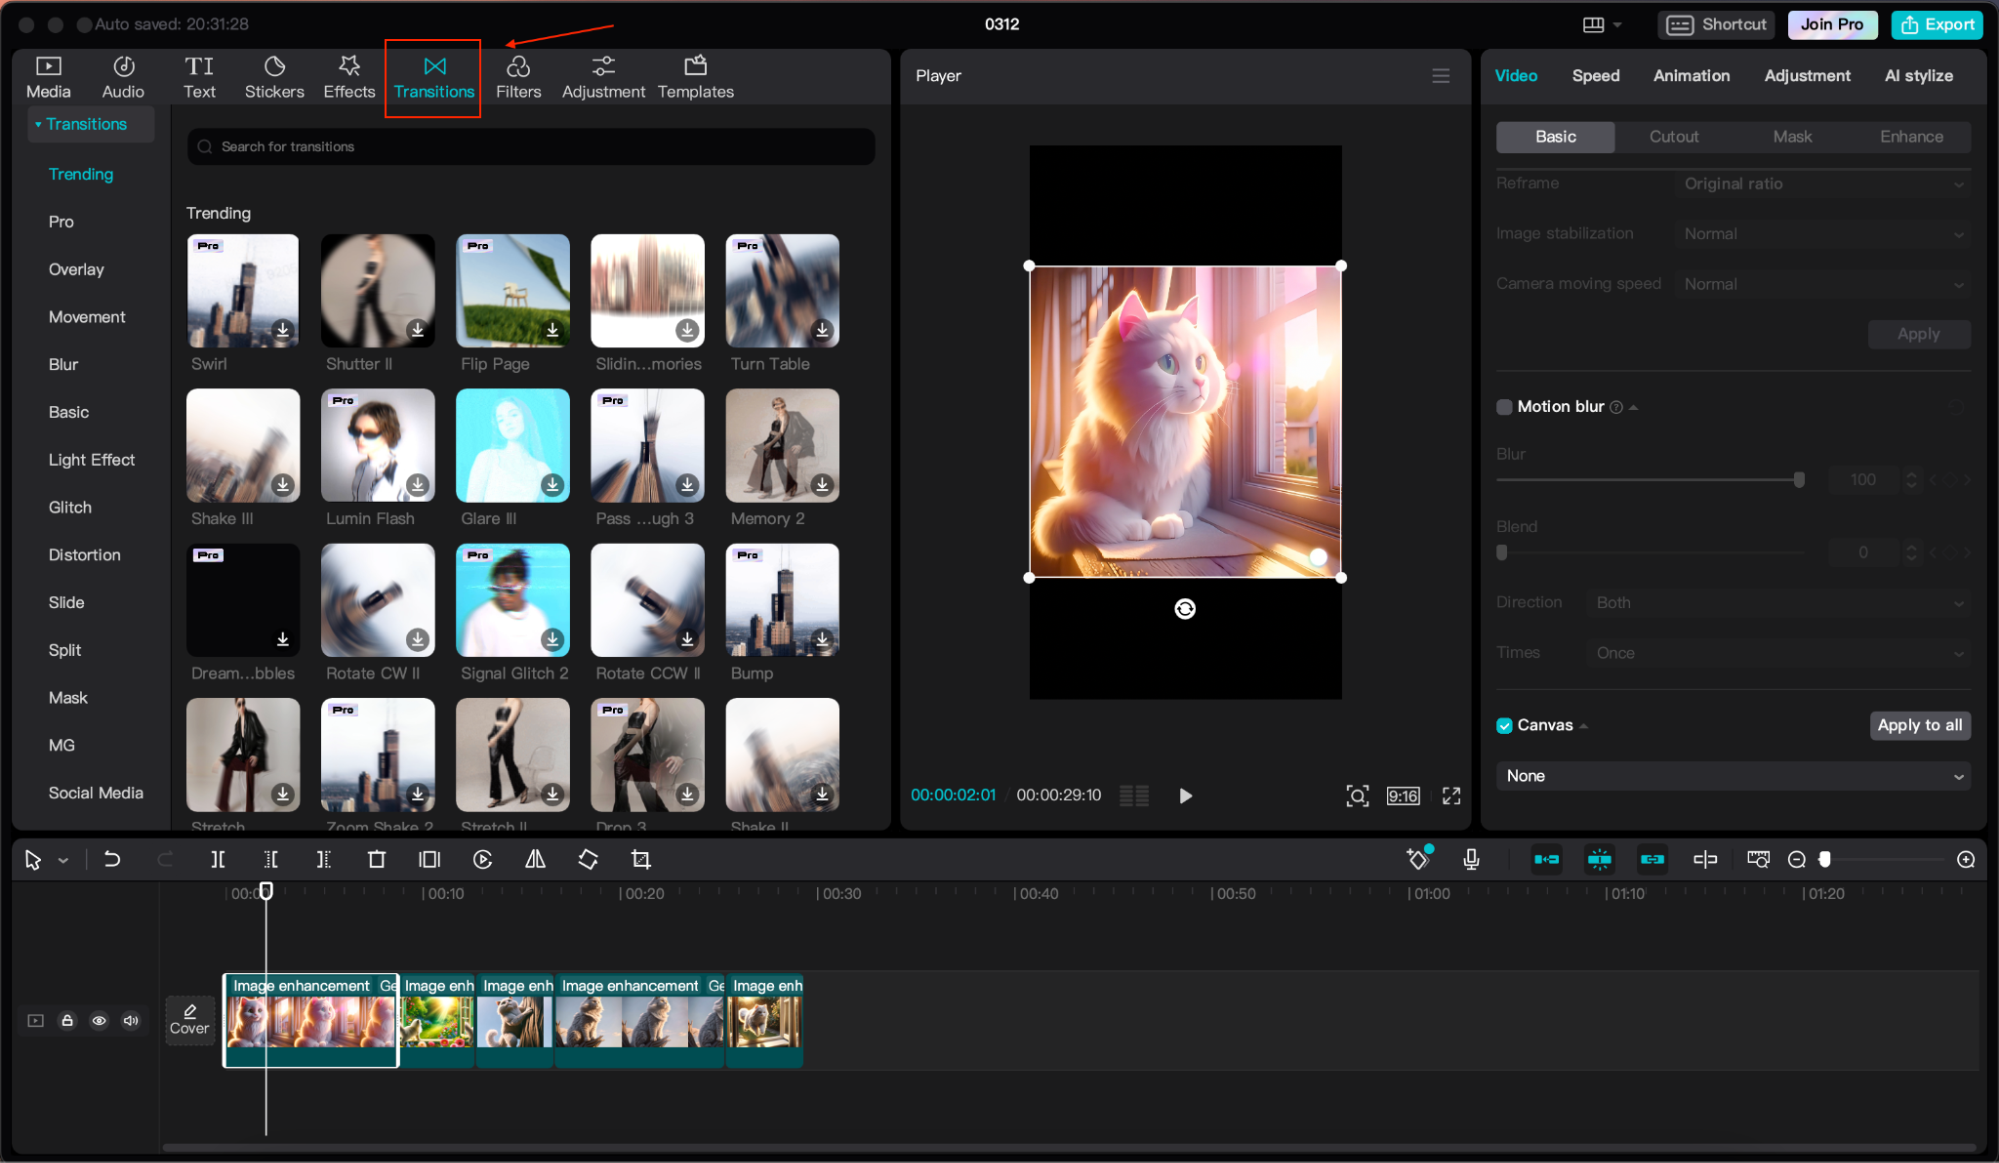 Auto saved: 20:31:28
0312
Shortcut
Join Pro
Export
Media
Audio
TI
Text
Stickers
Effects
Transitions
Filters
Adjustment
Templates
Player
Video
Speed
Animation
Adjustment
AI stylize
Transitions
Trending
Pro
Overlay
Movement
Blur
Basic
Light Effect
Glitch
Distortion
Slide
Split
Mask
MG
Social Media
Search for transitions
Trending
Pro
Pro
Pro
Swirl
Shutter II
Flip Page
Slidin...mories
Turn Table
Pro
Pro
Shake III
Lumin Flash
Glare III
Pass ...ugh 3
Memory 2
Pro
Pro
Pro
Dream...bbles
Rotate CW II
Signal Glitch 2
Rotate CCW II
Bump
Pro
Pro
Stretch
Zoom Shake 2
Stretch II
Drop 3
Shake II
00:00:02:01 / 00:00:29:10
9:16
Basic
Cutout
Mask
Enhance
Reframe
Original ratio
Image stabilization
Normal
Camera moving speed
Normal
Apply
Motion blur
Blur
100
Blend
0
Direction
Both
Times
Once
Canvas
Apply to all
None
00:00
00:10
00:20
00:30
00:40
00:50
01:00
01:10
01:20
Cover
Image enhancement Ge
Image enh
Image enh
Image enhancement Ge
Image enh